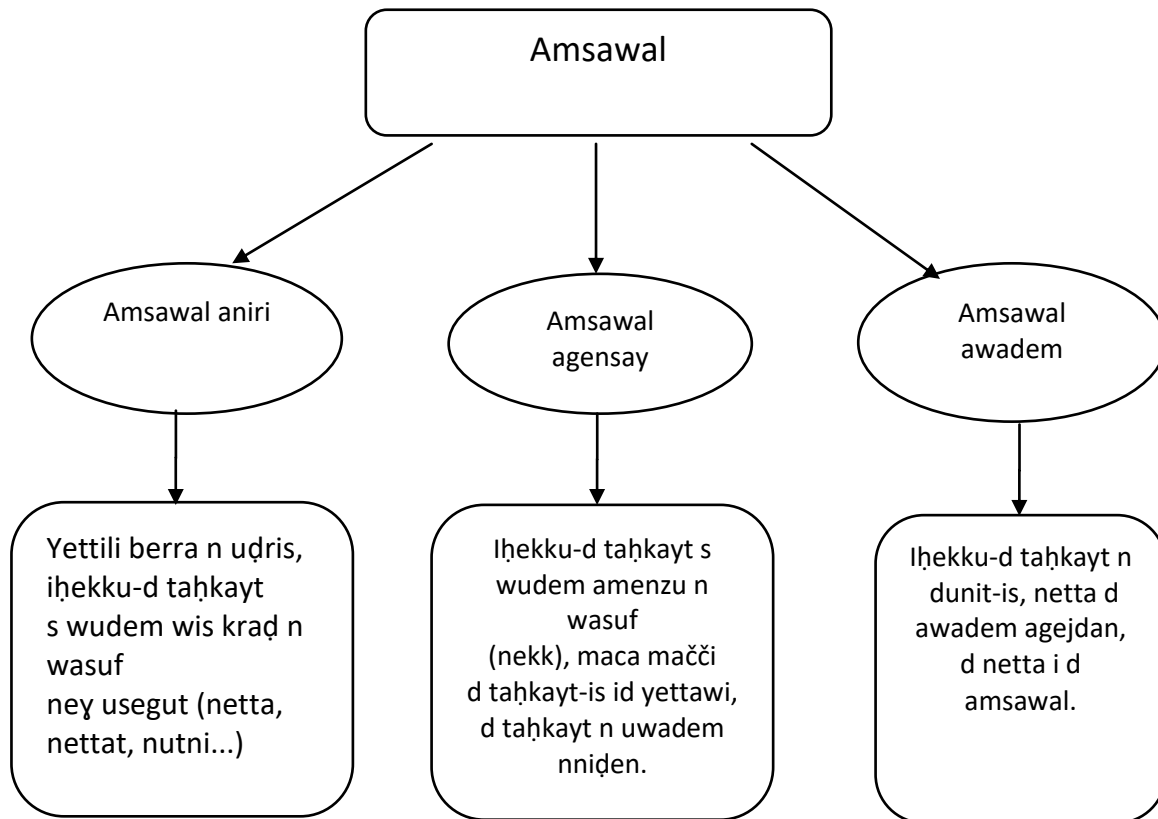 Amsawal
Amsawal aniri
Amsawal
agensay
Amsawal
awadem
Yettili berra n uḍris,
iḥekku-d taḥkayt
s wudem wis kraḍ n
wasuf
neɣ usegut (netta,
nettat, nutni...)
Iḥekku-d taḥkayt s
wudem amenzu n
wasuf
(nekk), maca mačči
d taḥkayt-is id yettawi,
d taḥkayt n uwadem
nniḍen.
Iḥekku-d taḥkayt n
dunit-is, netta d
awadem agejdan,
d netta i d
amsawal.